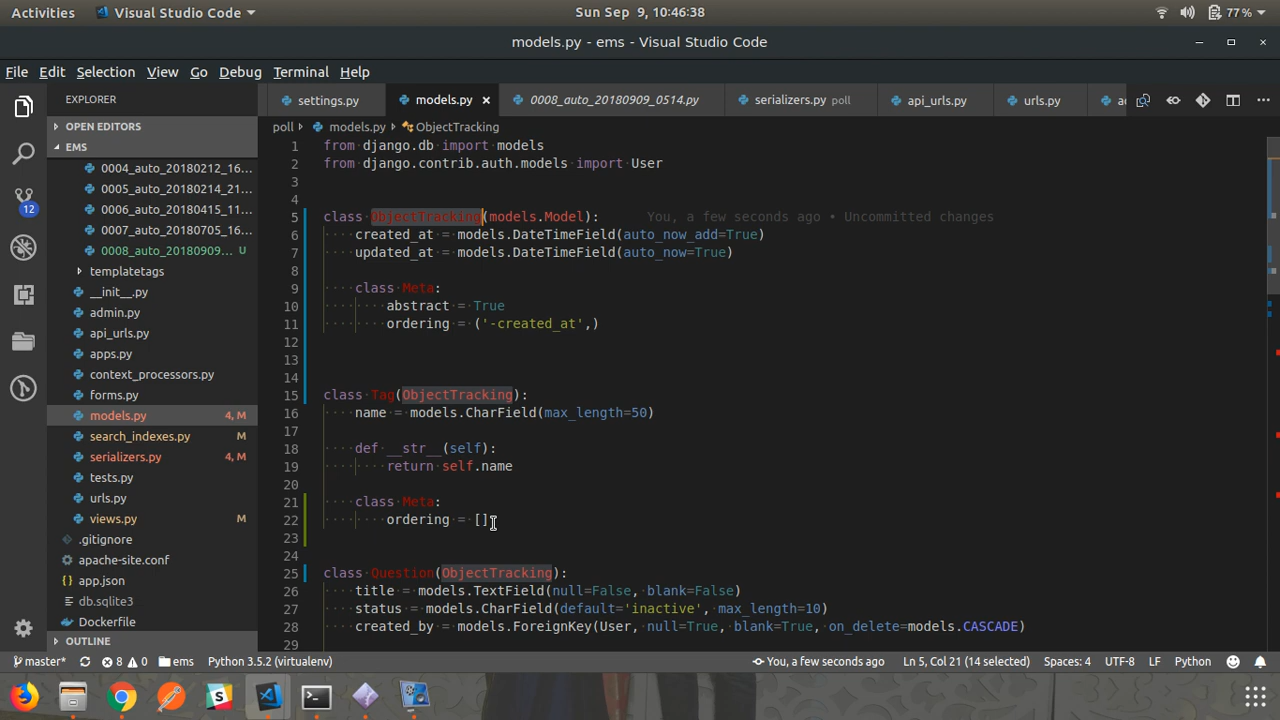 Activities Visual Studio Code Sun Sep 9, 10:46:38 77%
models.py - ems - Visual Studio Code
File Edit Selection View Go Debug Terminal Help
EXPLORER settings.py models.py 0008_auto_20180909_0514.py serializers.py poll api_urls.py urls.py
OPEN EDITORS
EMS
0004_auto_20180212_16...
0005_auto_20180214_21...
0006_auto_20180415_11...
0007_auto_20180705_16...
0008_auto_20180909... U
templatetags
__init__.py
admin.py
api_urls.py
apps.py
context_processors.py
forms.py
models.py 4, M
search_indexes.py M
serializers.py 4, M
tests.py
urls.py
views.py M
.gitignore
apache-site.conf
app.json
db.sqlite3
Dockerfile
OUTLINE
12
poll models.py ObjectTracking
1 from django.db import models
2 from django.contrib.auth.models import User
3
4
5 class ObjectTracking(models.Model): You, a few seconds ago • Uncommitted changes
6 created_at = models.DateTimeField(auto_now_add=True)
7 updated_at = models.DateTimeField(auto_now=True)
8
9 class Meta:
10 abstract = True
11 ordering = ('-created_at',)
12
13
14
15 class Tag(ObjectTracking):
16 name = models.CharField(max_length=50)
17
18 def __str__(self):
19 return self.name
20
21 class Meta:
22 ordering = []
23
24
25 class Question(ObjectTracking):
26 title = models.TextField(null=False, blank=False)
27 status = models.CharField(default='inactive', max_length=10)
28 created_by = models.ForeignKey(User, null=True, blank=True, on_delete=models.CASCADE)
29
master* 8 0 ems Python 3.5.2 (virtualenv) You, a few seconds ago Ln 5, Col 21 (14 selected) Spaces: 4 UTF-8 LF Python